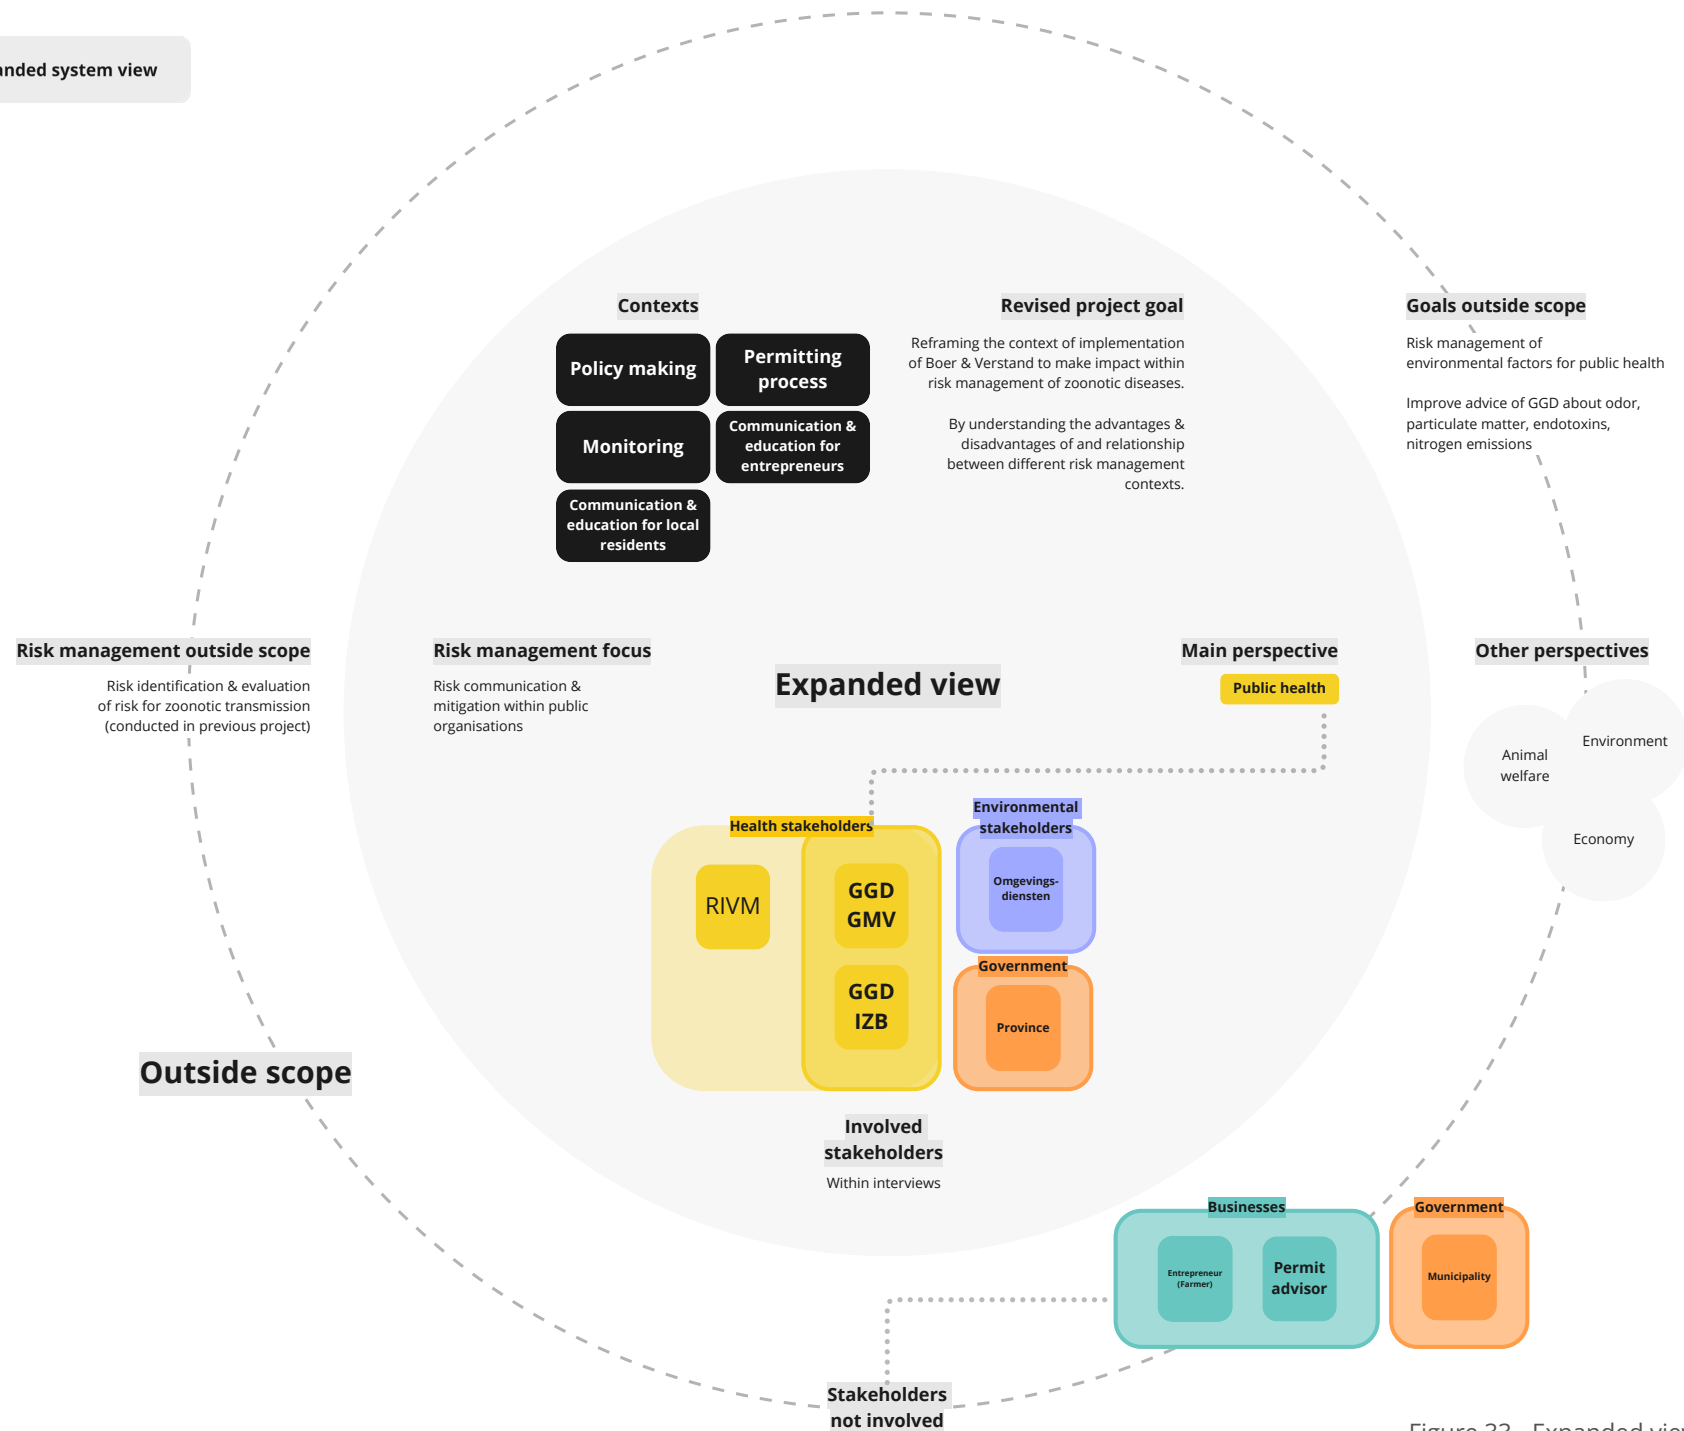 system view
Contexts
Policy making
Permitting
process
Monitoring
Communication &
education for
entrepreneurs
Communication &
education for local
residents
Revised project goal
Reframing the context of implementation
of Boer & Verstand to make impact within
risk management of zoonotic diseases.
By understanding the advantages &
disadvantages of and relationship
between different risk management
contexts.
Goals outside scope
Risk management of
environmental factors for public health
Improve advice of GGD about odor,
particulate matter, endotoxins,
nitrogen emissions
Risk management outside scope
Risk identification & evaluation
of risk for zoonotic transmission
(conducted in previous project)
Risk management focus
Risk communication &
mitigation within public
organisations
Expanded view
Main perspective
Public health
Other perspectives
Animal
welfare
Environment
Economy
Health stakeholders
RIVM
GGD
GMV
GGD
IZB
Environmental
stakeholders
Omgevings-
diensten
Government
Province
Outside scope
Involved
stakeholders
Within interviews
Businesses
Entrepreneur
(Farmer)
Permit
advisor
Government
Municipality
Stakeholders
not involved